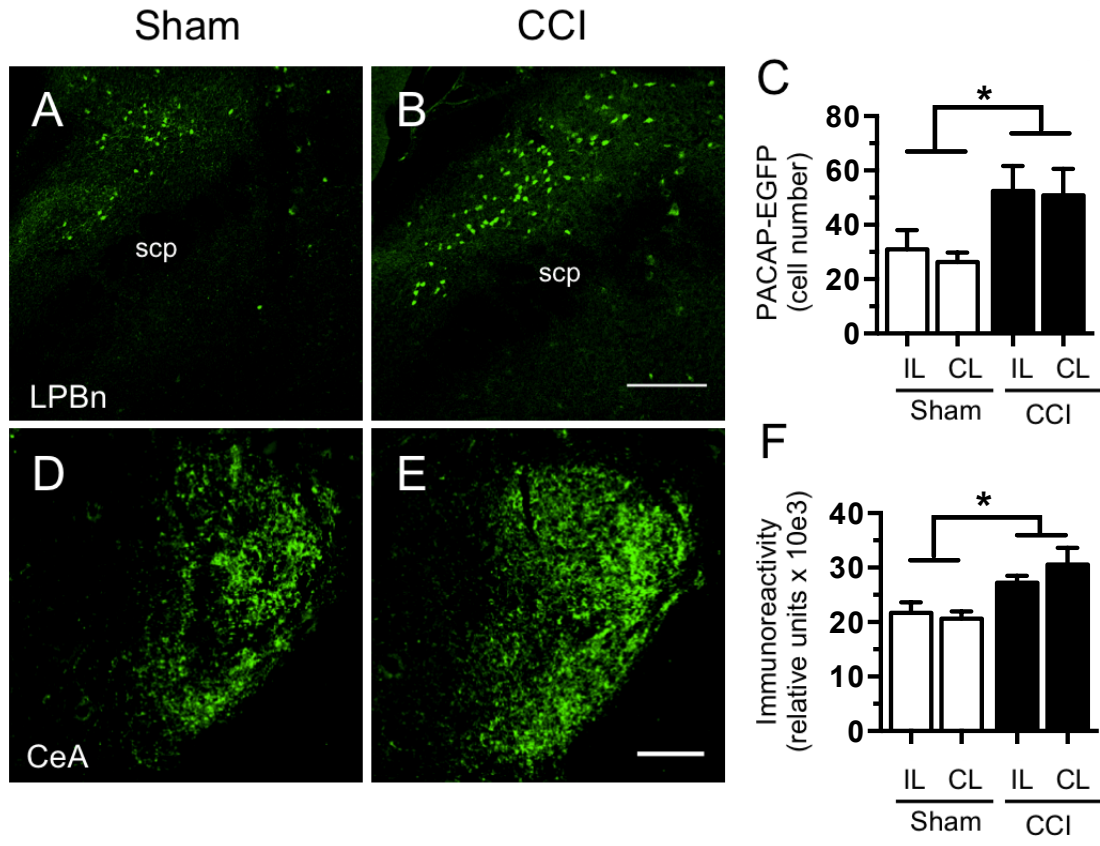 Sham
CCI
A
scp
LPBn
B
scp
D
CeA
E
C
*
PACAP-EGFP
(cell number)
80
60
40
20
0
IL CL IL CL
Sham CCI
F
*
Immunoreactivity
(relative units x 10e3)
40
30
20
10
0
IL CL IL CL
Sham CCI